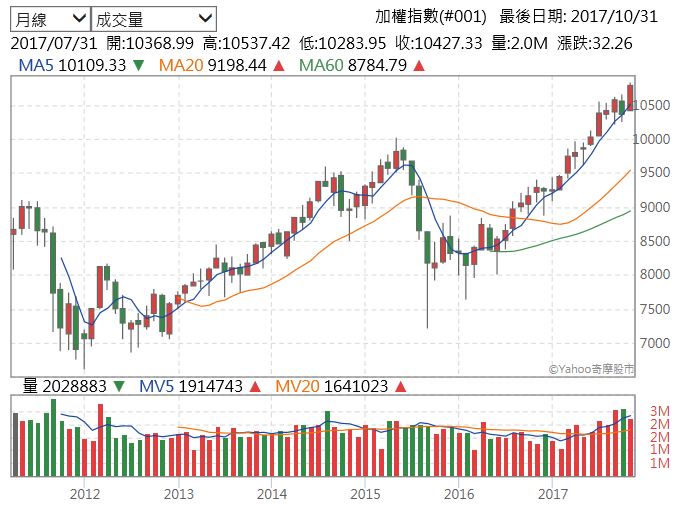 月線 成交量 加權指數(#001) 最後日期: 2017/10/31
2017/07/31 開:10368.99 高:10537.42 低:10283.95 收:10427.33 量:2.0M 漲跌:32.26
MA5 10109.33 ▼ MA20 9198.44 ▲ MA60 8784.79 ▲
10500
10000
9500
9000
8500
8000
7500
7000
©Yahoo奇摩股市
量 2028883 ▼ MV5 1914743 ▲ MV20 1641023 ▲
3M
2M
2M
1M
1M
2012 2013 2014 2015 2016 2017